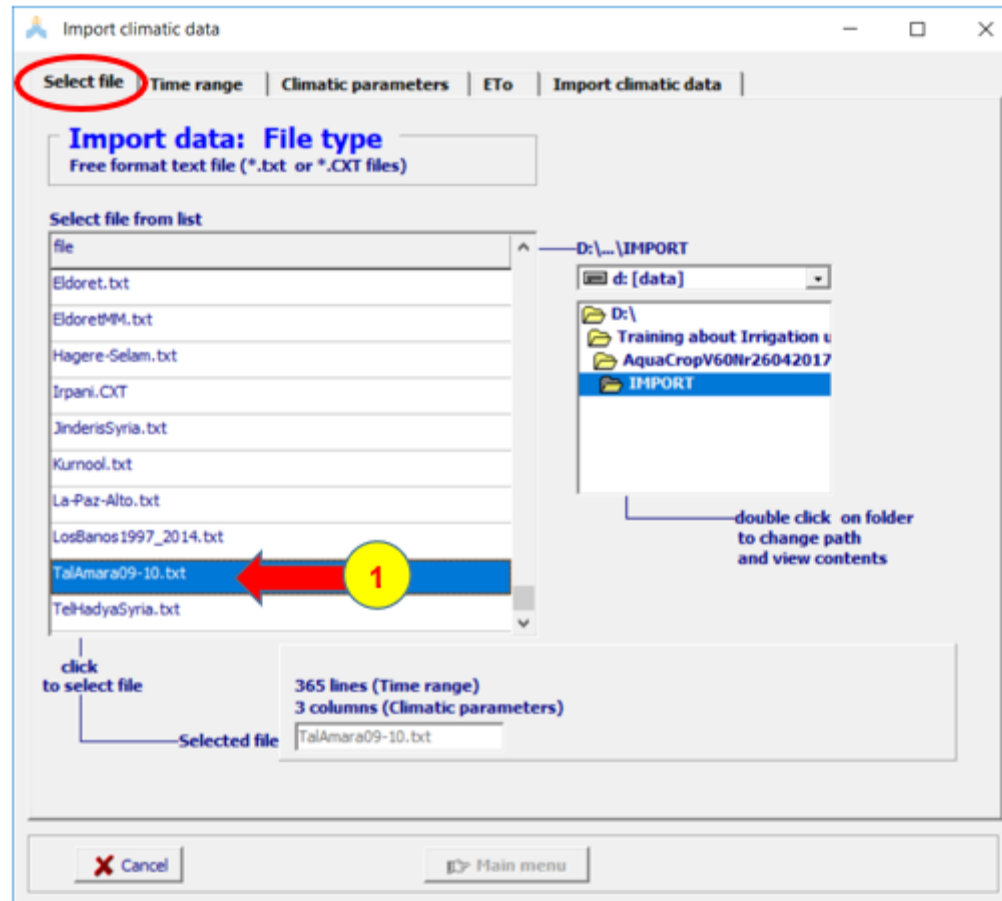 Import climatic data
Select file
Time range
Climatic parameters
ETo
Import climatic data
Import data: File type
Free format text file (*.txt or *.CXT files)
Select file from list
file
Eldoret.txt
EldoretMM.txt
Hagere-Selam.txt
Irpani.CXT
JinderisSyria.txt
Kurnool.txt
La-Paz-Alto.txt
LosBanos1997_2014.txt
TalAmara09-10.txt
1
TelHadyaSyria.txt
D:\...\IMPORT
d: [data]
D:\
Training about Irrigation u
AquaCropV60Nr26042017
IMPORT
double click on folder
to change path
and view contents
click
to select file
365 lines (Time range)
3 columns (Climatic parameters)
Selected file
TalAmara09-10.txt
Cancel
Main menu